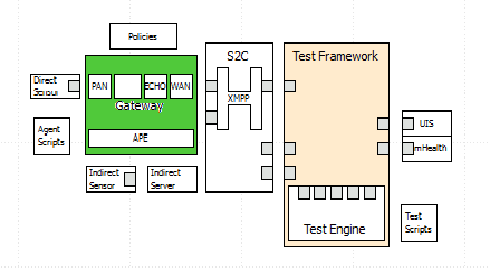 Policies
S2C
Test Framework
Direct
Sensor
PAN
ECHO
WAN
XMPP
Gateway
Agent
Scripts
APE
UIS
mHealth
Indirect
Sensor
Indirect
Server
Test Engine
Test
Scripts